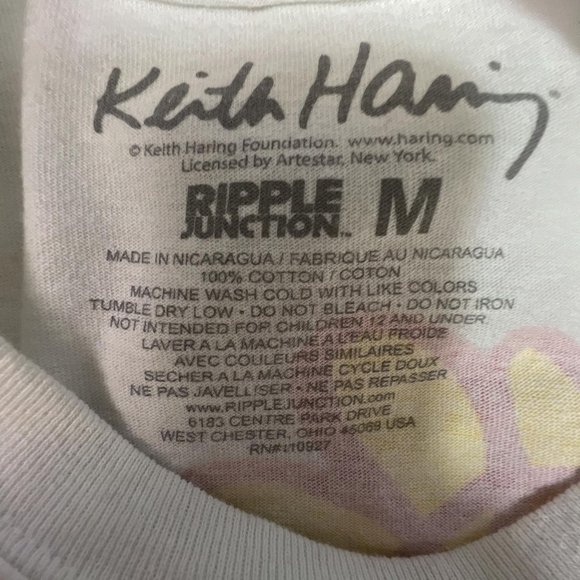 Keith Haring
© Keith Haring Foundation. www.haring.com
Licensed by Artestar, New York.
RIPPLE
JUNCTION™ M
MADE IN NICARAGUA / FABRIQUE AU NICARAGUA
100% COTTON / COTON
MACHINE WASH COLD WITH LIKE COLORS
TUMBLE DRY LOW • DO NOT BLEACH • DO NOT IRON
NOT INTENDED FOR CHILDREN 12 AND UNDER.
LAVER A LA MACHINE A L'EAU FROIDE
AVEC COULEURS SIMILAIRES
SECHER A LA MACHINE CYCLE DOUX
NE PAS JAVELLISER • NE PAS REPASSER
www.RIPPLEJUNCTION.com
6183 CENTRE PARK DRIVE
WEST CHESTER, OHIO 45069 USA
RN#110927